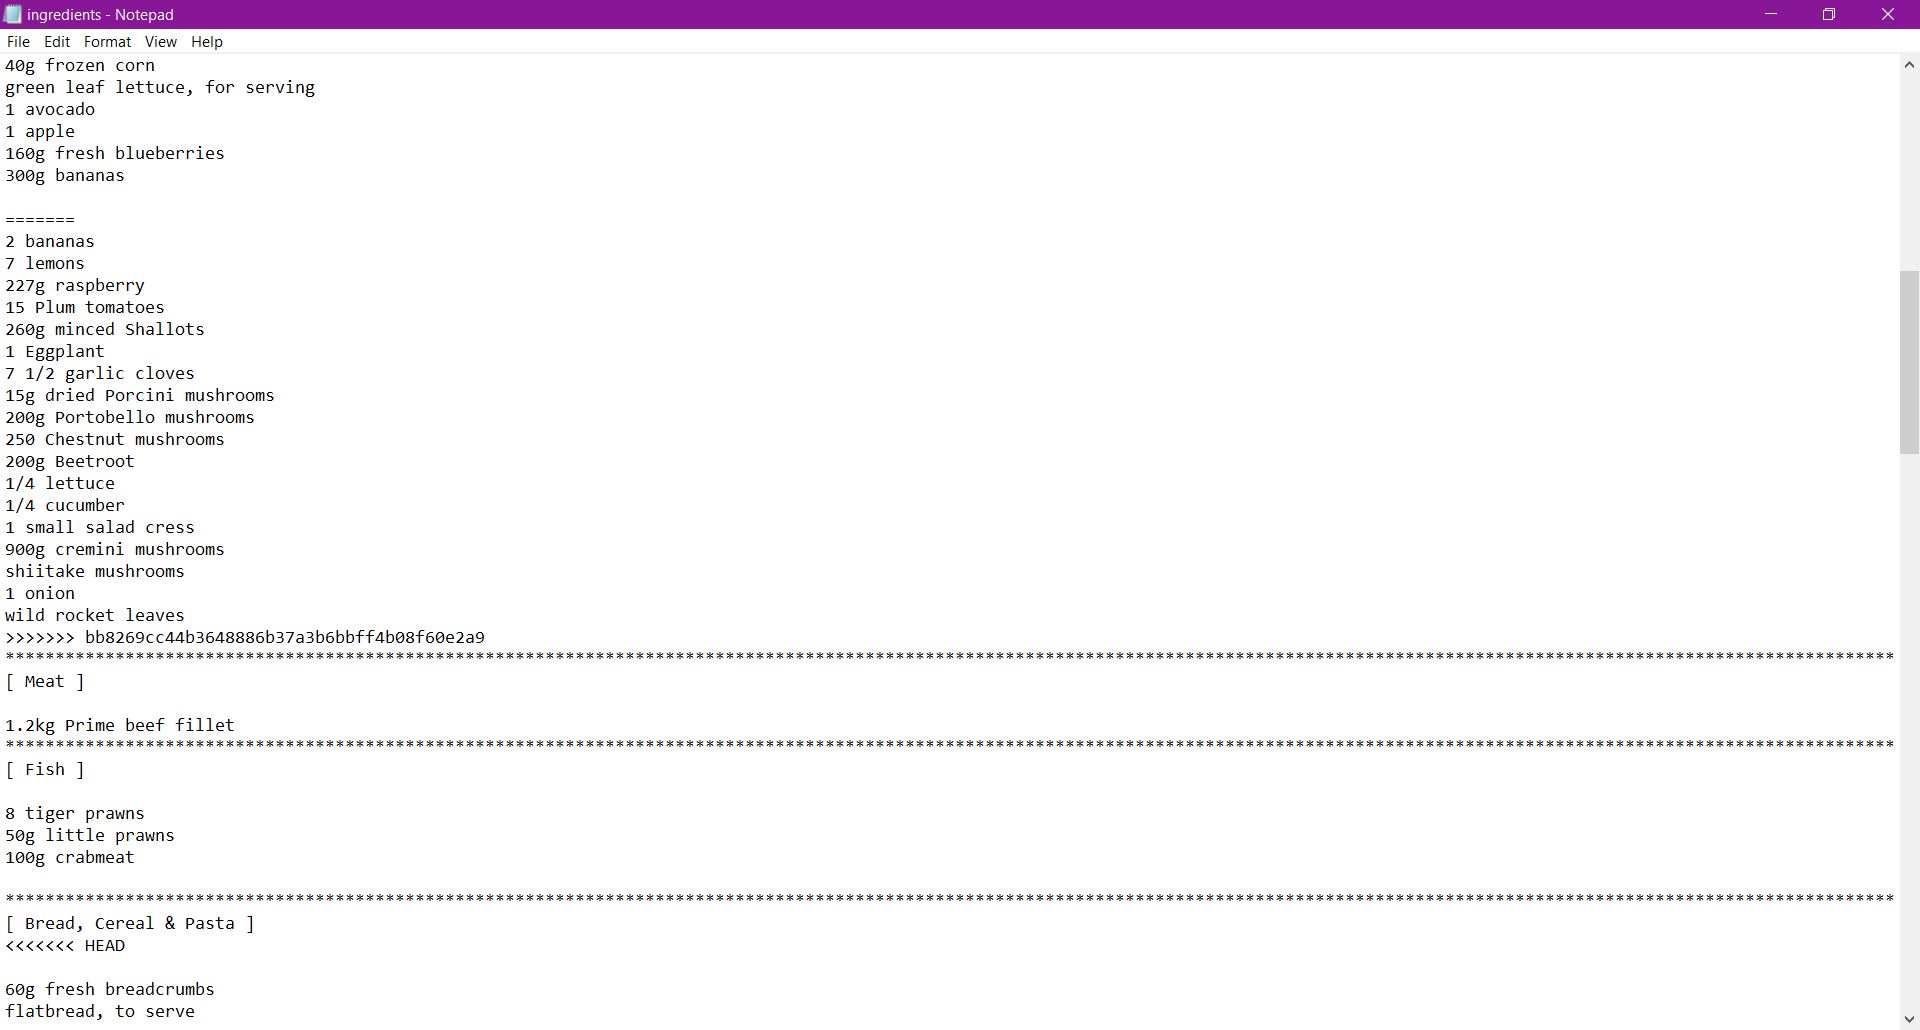 ingredients - Notepad
File Edit Format View Help
40g frozen corn
green leaf lettuce, for serving
1 avocado
1 apple
160g fresh blueberries
300g bananas
=======
2 bananas
7 lemons
227g raspberry
15 Plum tomatoes
260g minced Shallots
1 Eggplant
7 1/2 garlic cloves
15g dried Porcini mushrooms
200g Portobello mushrooms
250 Chestnut mushrooms
200g Beetroot
1/4 lettuce
1/4 cucumber
1 small salad cress
900g cremini mushrooms
shiitake mushrooms
1 onion
wild rocket leaves
>>>>>>> bb8269cc44b3648886b37a3b6bbff4b08f60e2a9
*********************************************************************************************************************************************************************************************
[ Meat ]
1.2kg Prime beef fillet
*********************************************************************************************************************************************************************************************
[ Fish ]
8 tiger prawns
50g little prawns
100g crabmeat
*********************************************************************************************************************************************************************************************
[ Bread, Cereal & Pasta ]
<<<<<<< HEAD
60g fresh breadcrumbs
flatbread, to serve